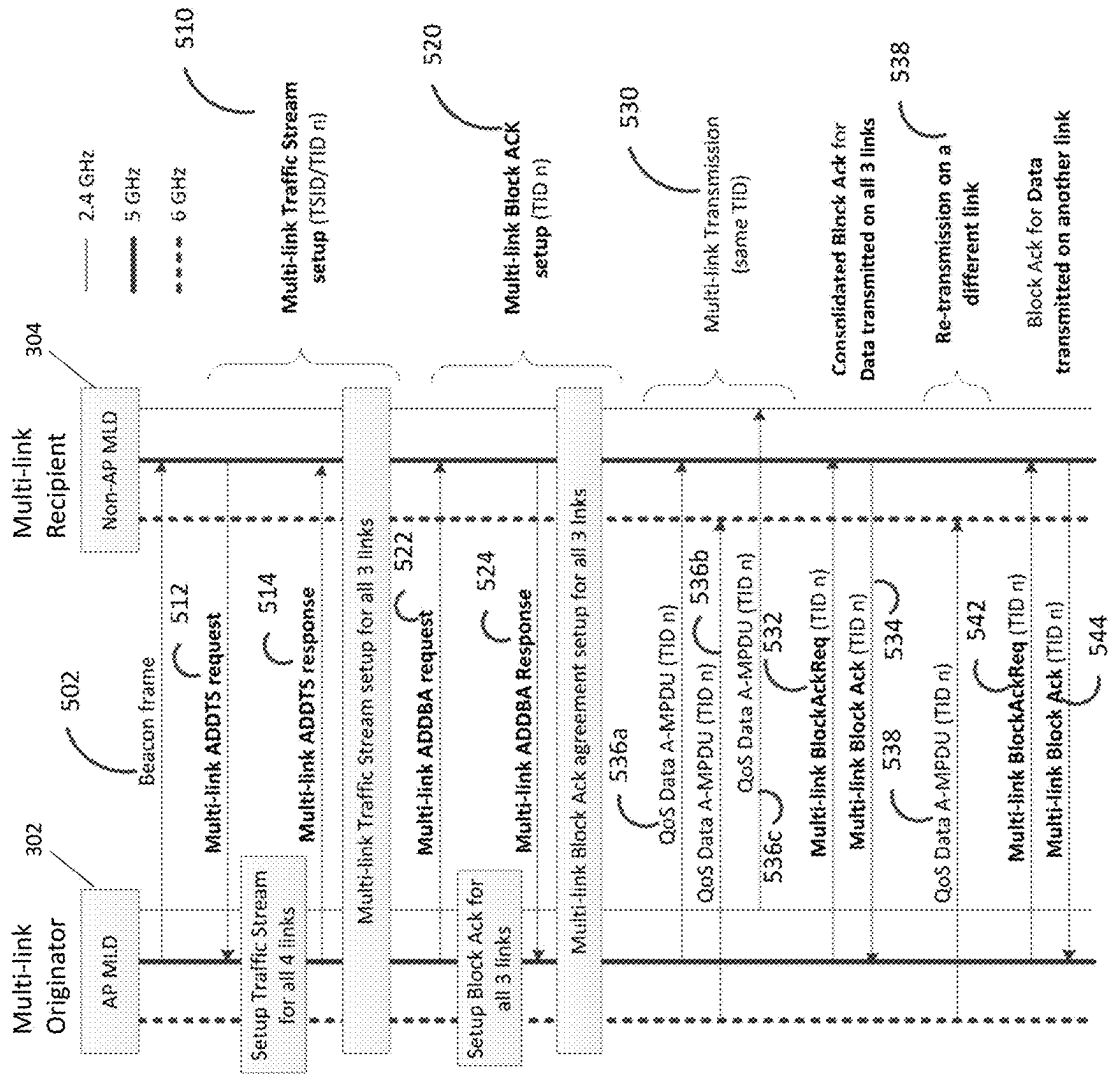 Multi-link
Originator
302
AP MLD
Multi-link
Recipient
304
Non-AP MLD
2.4 GHz
5 GHz
6 GHz
502
Beacon frame
512
Multi-link ADDTS request
Setup Traffic Stream
for all 4 links
514
Multi-link ADDTS response
Multi-link Traffic Stream setup for all 3 links
510
Multi-link Traffic Stream
setup (TSID/TID n)
522
Multi-link ADDBA request
Setup Block Ack for
all 3 links
524
Multi-link ADDBA Response
Multi-link Block Ack agreement setup for all 3 lnks
520
Multi-link Block ACK
setup (TID n)
536a
QoS Data A-MPDU (TID n)
QoS Data A-MPDU (TID n)
536b
QoS Data A-MPDU (TID n)
536c
530
Multi-link Transmission
(same TID)
532
Multi-link BlockAckReq (TID n)
Multi-link Block Ack (TID n)
534
Consolidated Block Ack for
Data transmitted on all 3 links
538
QoS Data A-MPDU (TID n)
538
Re-transmission on a
different link
542
Multi-link BlockAckReq (TID n)
Multi-link Block Ack (TID n)
544
Block Ack for Data
transmitted on another link